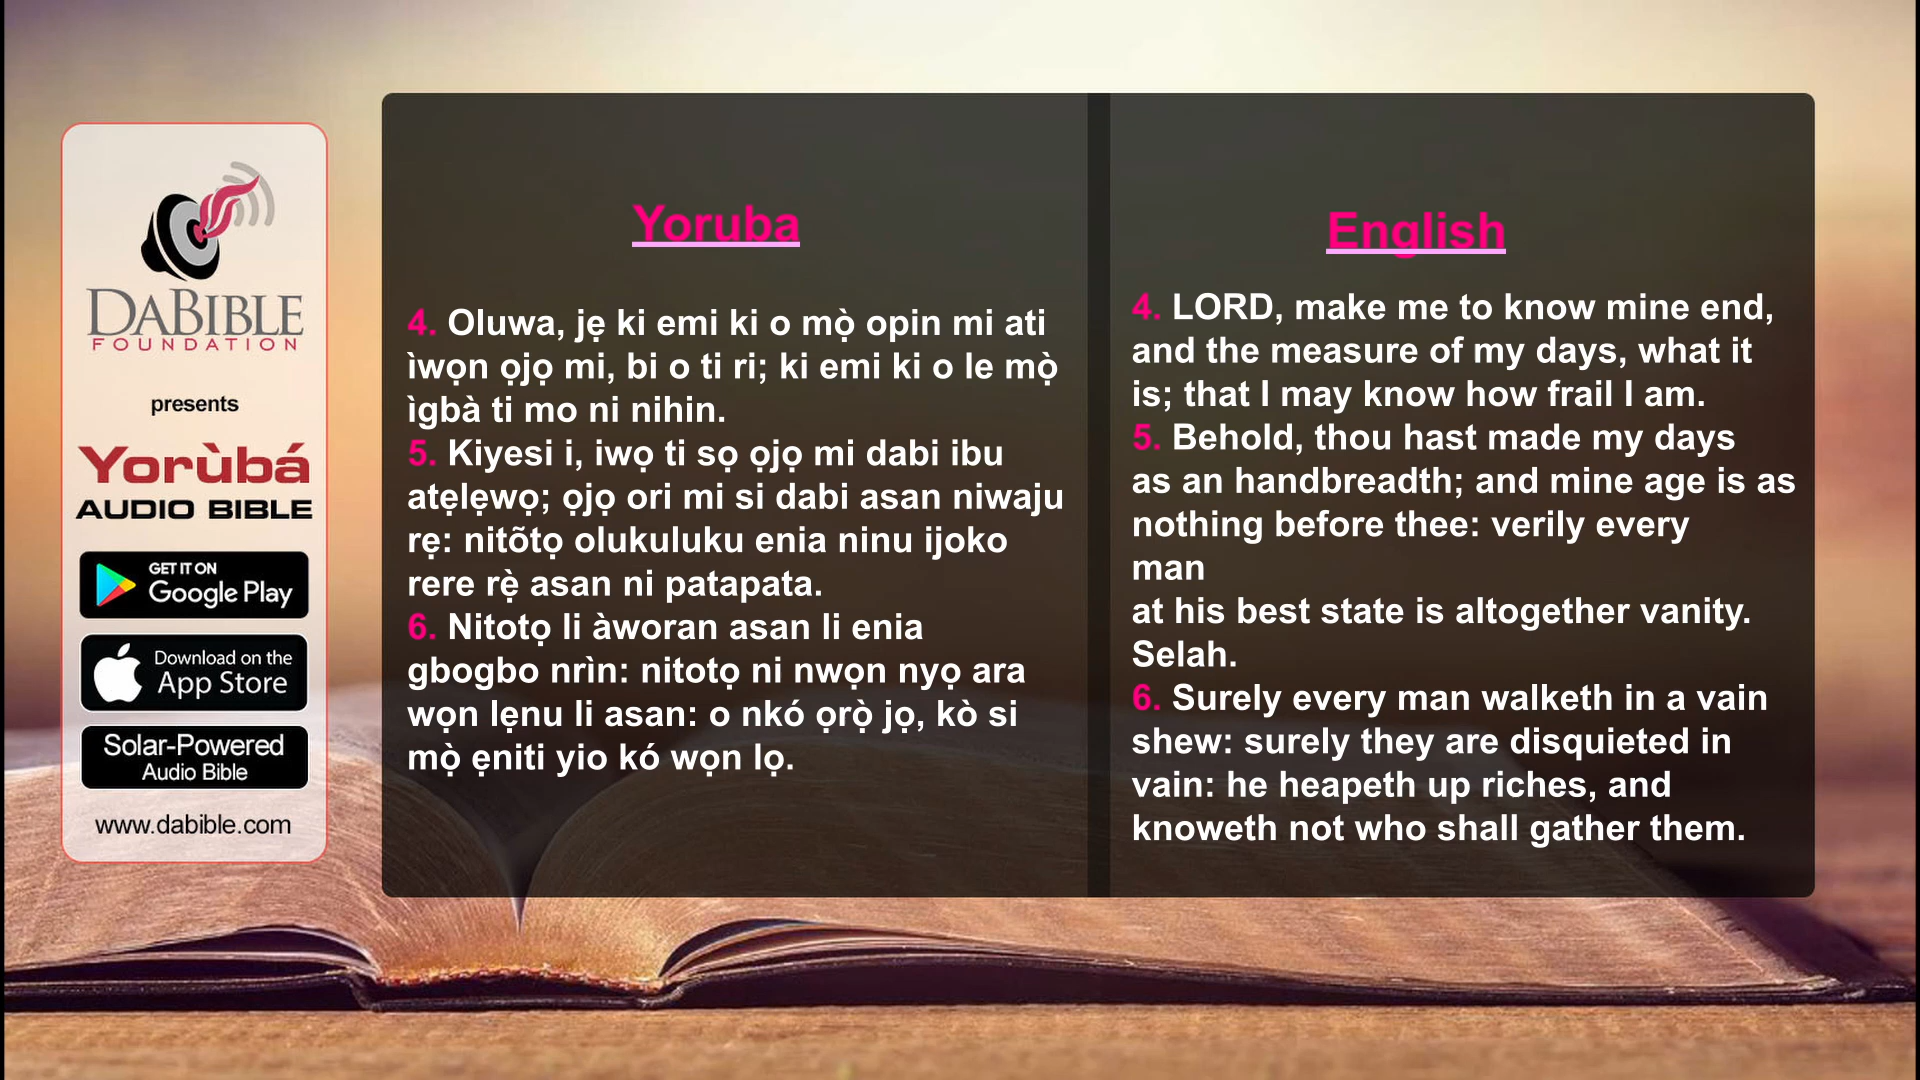 DABIBLE
FOUNDATION
presents
Yorùbá
AUDIO BIBLE
GET IT ON
Google Play
Download on the
App Store
Solar-Powered
Audio Bible
www.dabible.com
Yoruba
4. Oluwa, jẹ ki emi ki o mọ̀ opin mi ati
ìwọn ọjọ mi, bi o ti ri; ki emi ki o le mọ̀
ìgbà ti mo ni nihin.
5. Kiyesi i, iwọ ti sọ ọjọ mi dabi ibu
atẹlẹwọ; ọjọ ori mi si dabi asan niwaju
rẹ: nitõtọ olukuluku enia ninu ijoko
rere rẹ̀ asan ni patapata.
6. Nitotọ li àworan asan li enia
gbogbo nrìn: nitotọ ni nwọn nyọ ara
wọn lẹnu li asan: o nkó ọrọ̀ jọ, kò si
mọ̀ ẹniti yio kó wọn lọ.
English
4. LORD, make me to know mine end,
and the measure of my days, what it
is; that I may know how frail I am.
5. Behold, thou hast made my days
as an handbreadth; and mine age is as
nothing before thee: verily every
man
at his best state is altogether vanity.
Selah.
6. Surely every man walketh in a vain
shew: surely they are disquieted in
vain: he heapeth up riches, and
knoweth not who shall gather them.